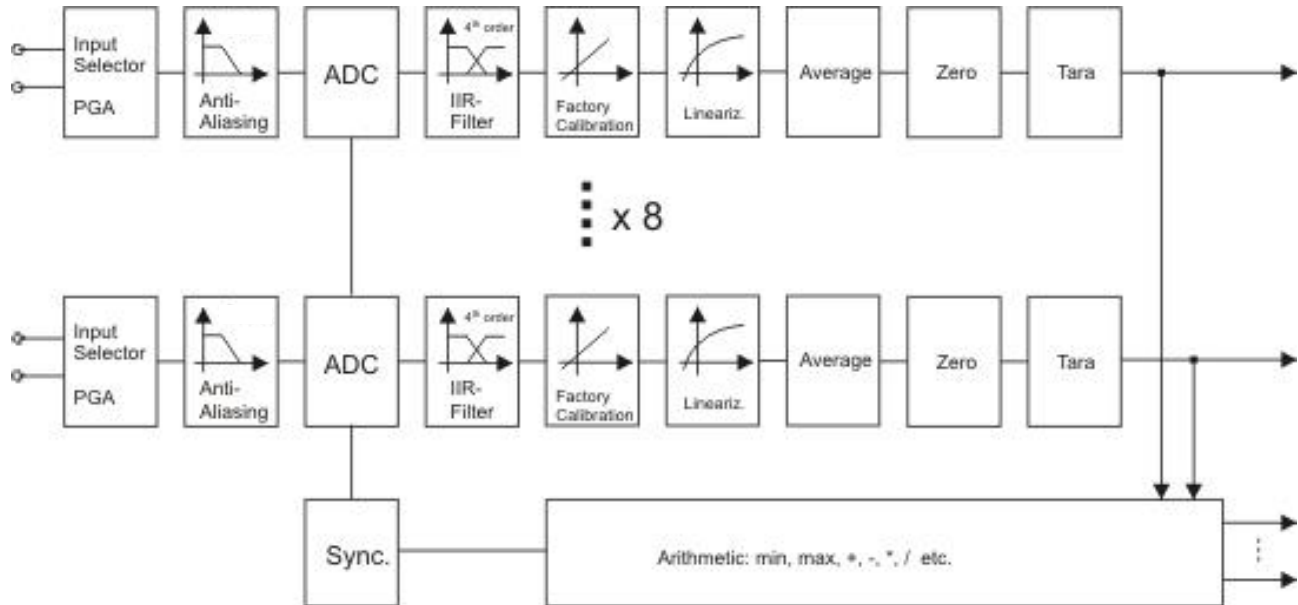 Input
Selector
PGA
Anti-
Aliasing
ADC
4th order
IIR-
Filter
Factory
Calibration
Lineariz.
Average
Zero
Tara
x 8
Input
Selector
PGA
Anti-
Aliasing
ADC
4th order
IIR-
Filter
Factory
Calibration
Lineariz.
Average
Zero
Tara
Sync.
Arithmetic: min, max, +, -, *, / etc.